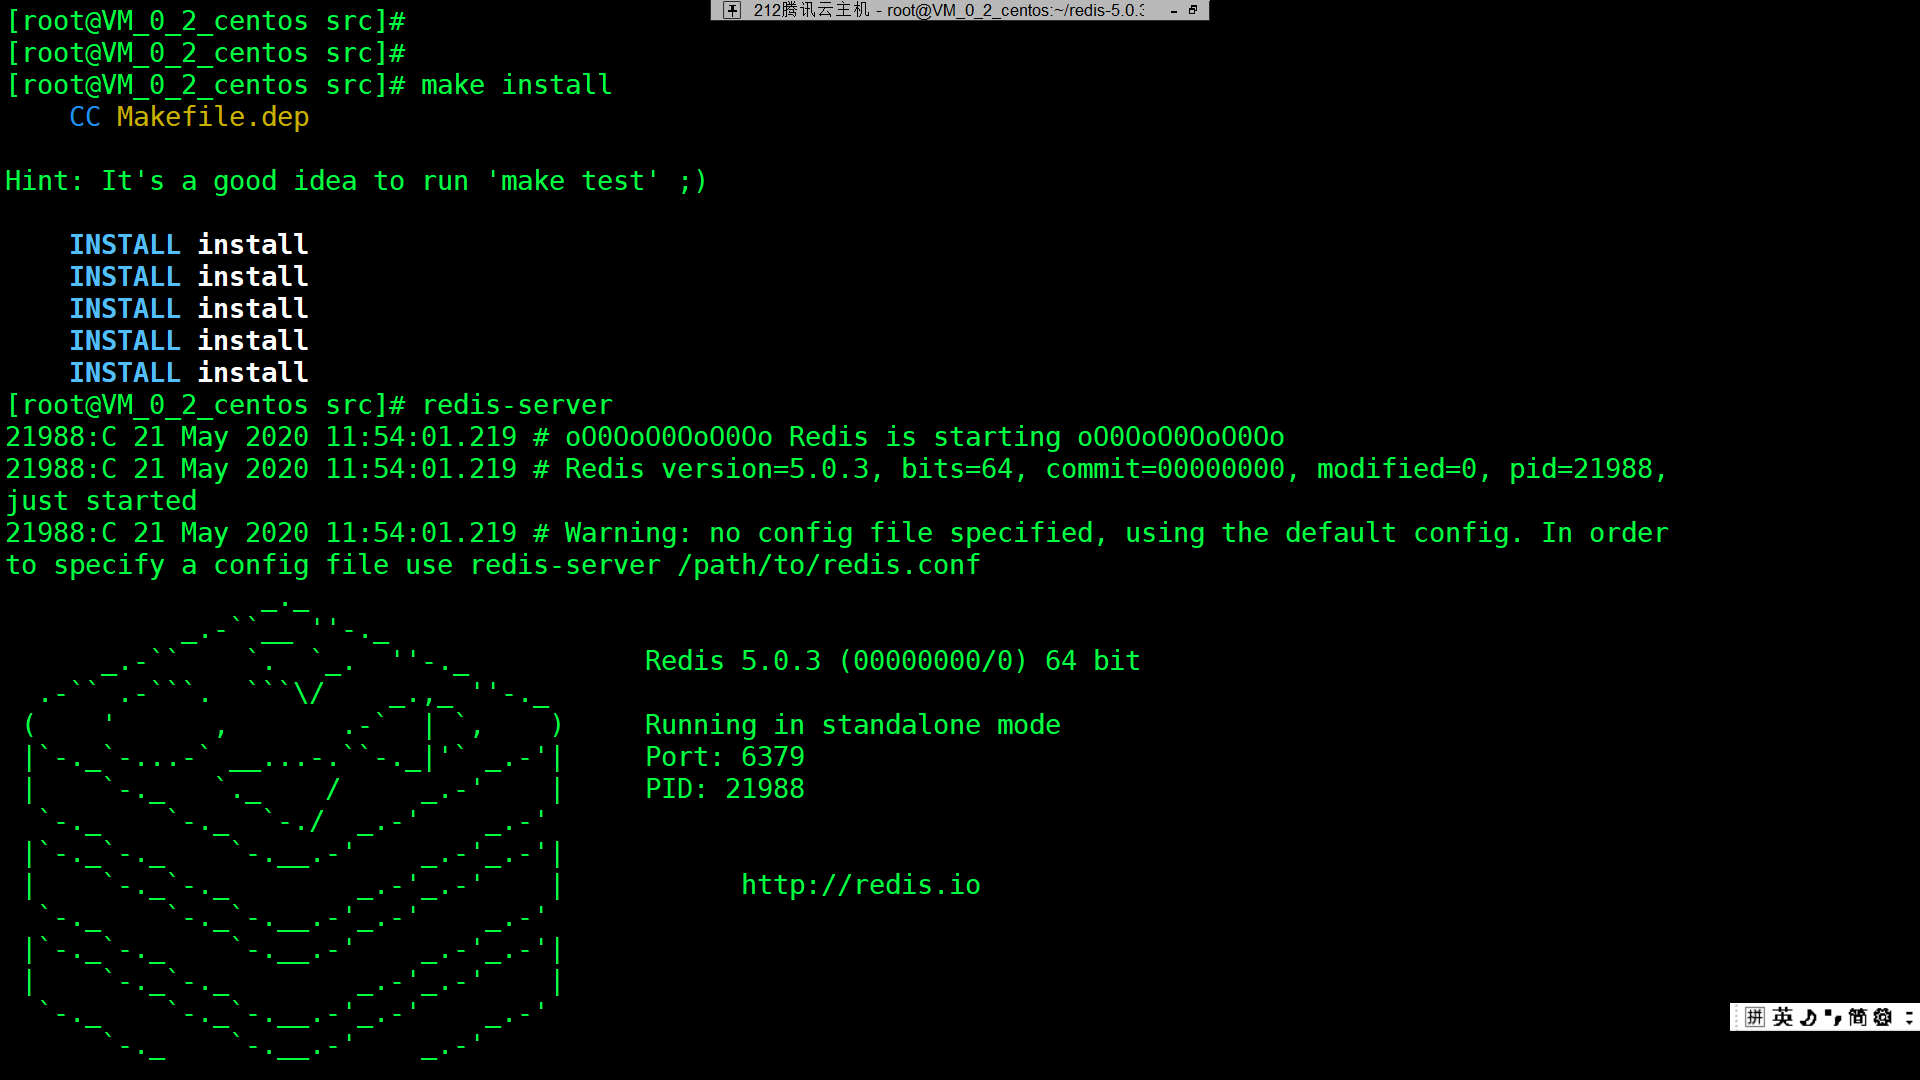 212腾讯云主机 - root@VM_0_2_centos:~/redis-5.0.3
[root@VM_0_2_centos src]#
[root@VM_0_2_centos src]#
[root@VM_0_2_centos src]# make install
    CC Makefile.dep
Hint: It's a good idea to run 'make test' ;)
    INSTALL install
    INSTALL install
    INSTALL install
    INSTALL install
    INSTALL install
[root@VM_0_2_centos src]# redis-server
21988:C 21 May 2020 11:54:01.219 # oO0OoO0OoO0Oo Redis is starting oO0OoO0OoO0Oo
21988:C 21 May 2020 11:54:01.219 # Redis version=5.0.3, bits=64, commit=00000000, modified=0, pid=21988,
just started
21988:C 21 May 2020 11:54:01.219 # Warning: no config file specified, using the default config. In order
to specify a config file use redis-server /path/to/redis.conf
Redis 5.0.3 (00000000/0) 64 bit
Running in standalone mode
Port: 6379
PID: 21988
http://redis.io
拼 英 简